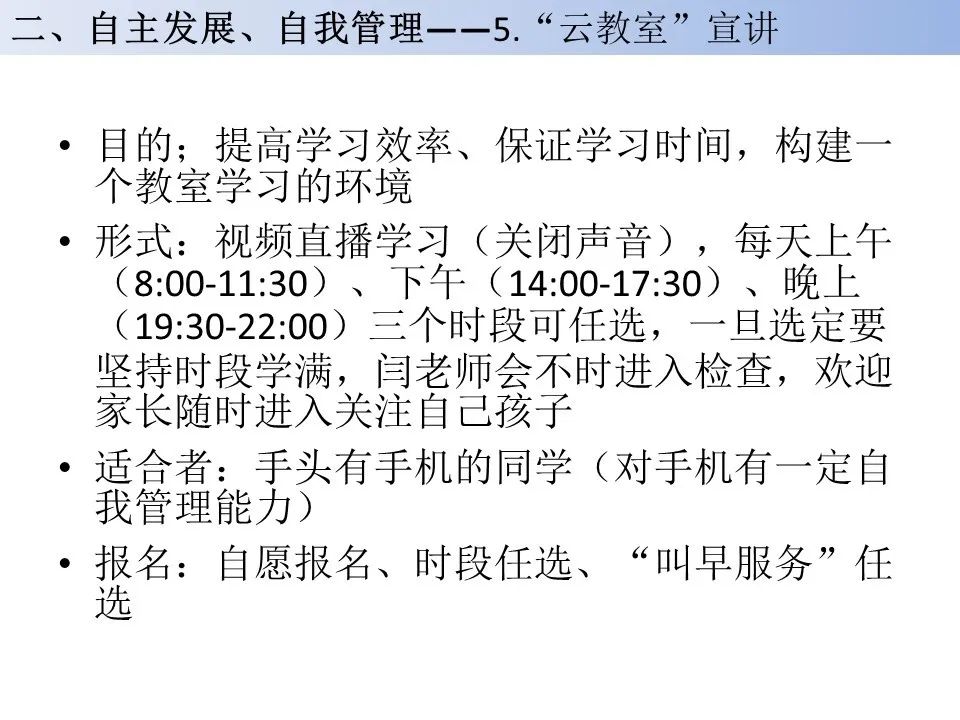 二、自主发展、自我管理——5.“云教室”宣讲
• 目的；提高学习效率、保证学习时间，构建一
个教室学习的环境
• 形式：视频直播学习（关闭声音），每天上午
（8:00-11:30）、下午（14:00-17:30）、晚上
（19:30-22:00）三个时段可任选，一旦选定要
坚持时段学满，闫老师会不时进入检查，欢迎
家长随时进入关注自己孩子
• 适合者：手头有手机的同学（对手机有一定自
我管理能力）
• 报名：自愿报名、时段任选、“叫早服务”任
选